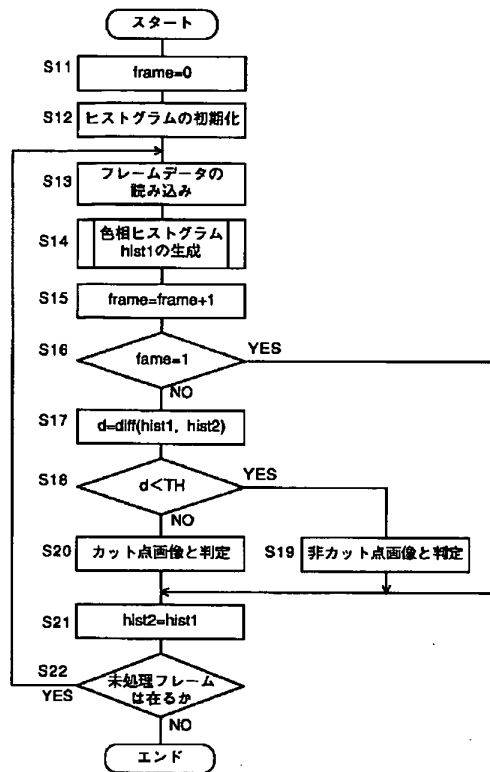 スタート
S11
frame=0
S12
ヒストグラムの初期化
S13
フレームデータの
読み込み
S14
色相ヒストグラム
hist1の生成
S15
frame=frame+1
S16
fame=1
YES
NO
S17
d=diff(hist1, hist2)
S18
d<TH
YES
NO
S20
カット点画像と判定
S19
非カット点画像と判定
S21
hist2=hist1
S22
未処理フレーム
は在るか
YES
NO
エンド